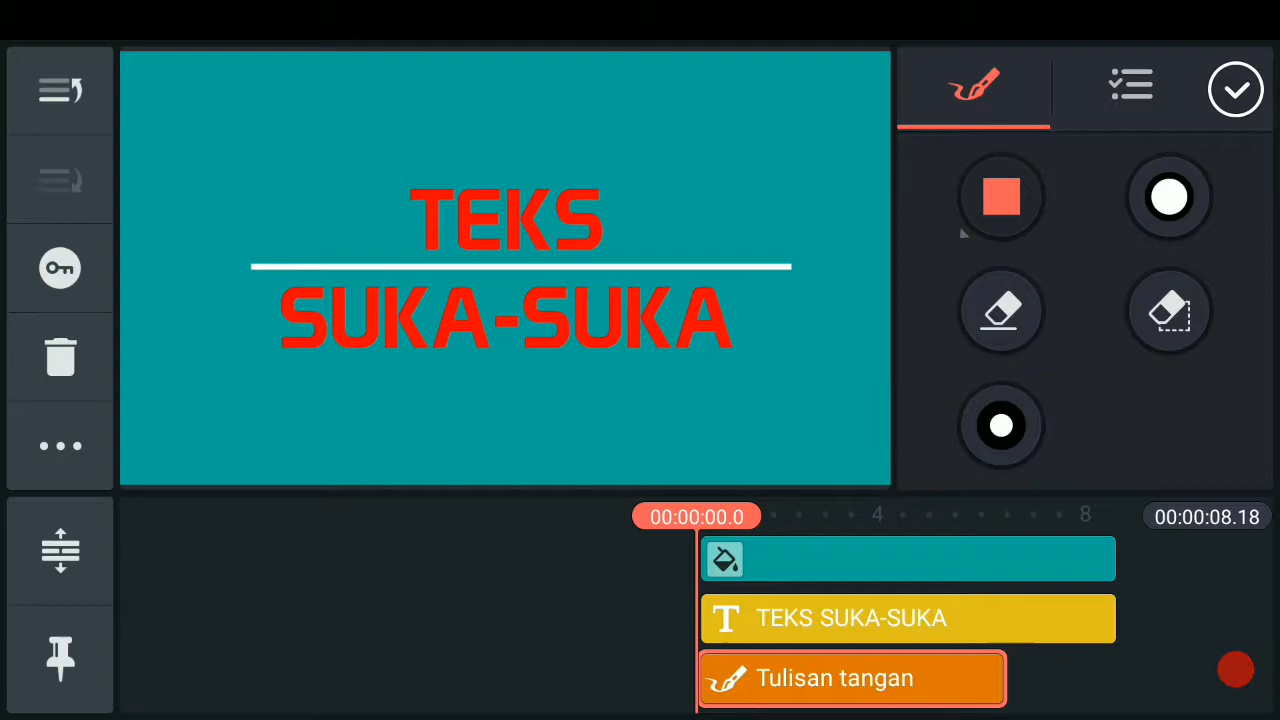 TEKS
SUKA-SUKA
00:00:00.0
4
8
00:00:08.18
T TEKS SUKA-SUKA
Tulisan tangan